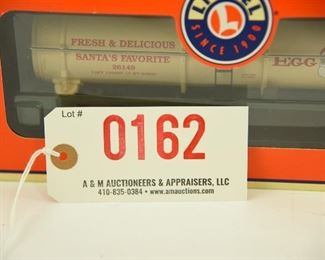 LIONEL
SINCE 1900
FRESH & DELICIOUS
SANTA'S FAVORITE
26149
EGG
Lot #
0162
A & M AUCTIONEERS & APPRAISERS, LLC
410-835-0384 • www.amauctions.com